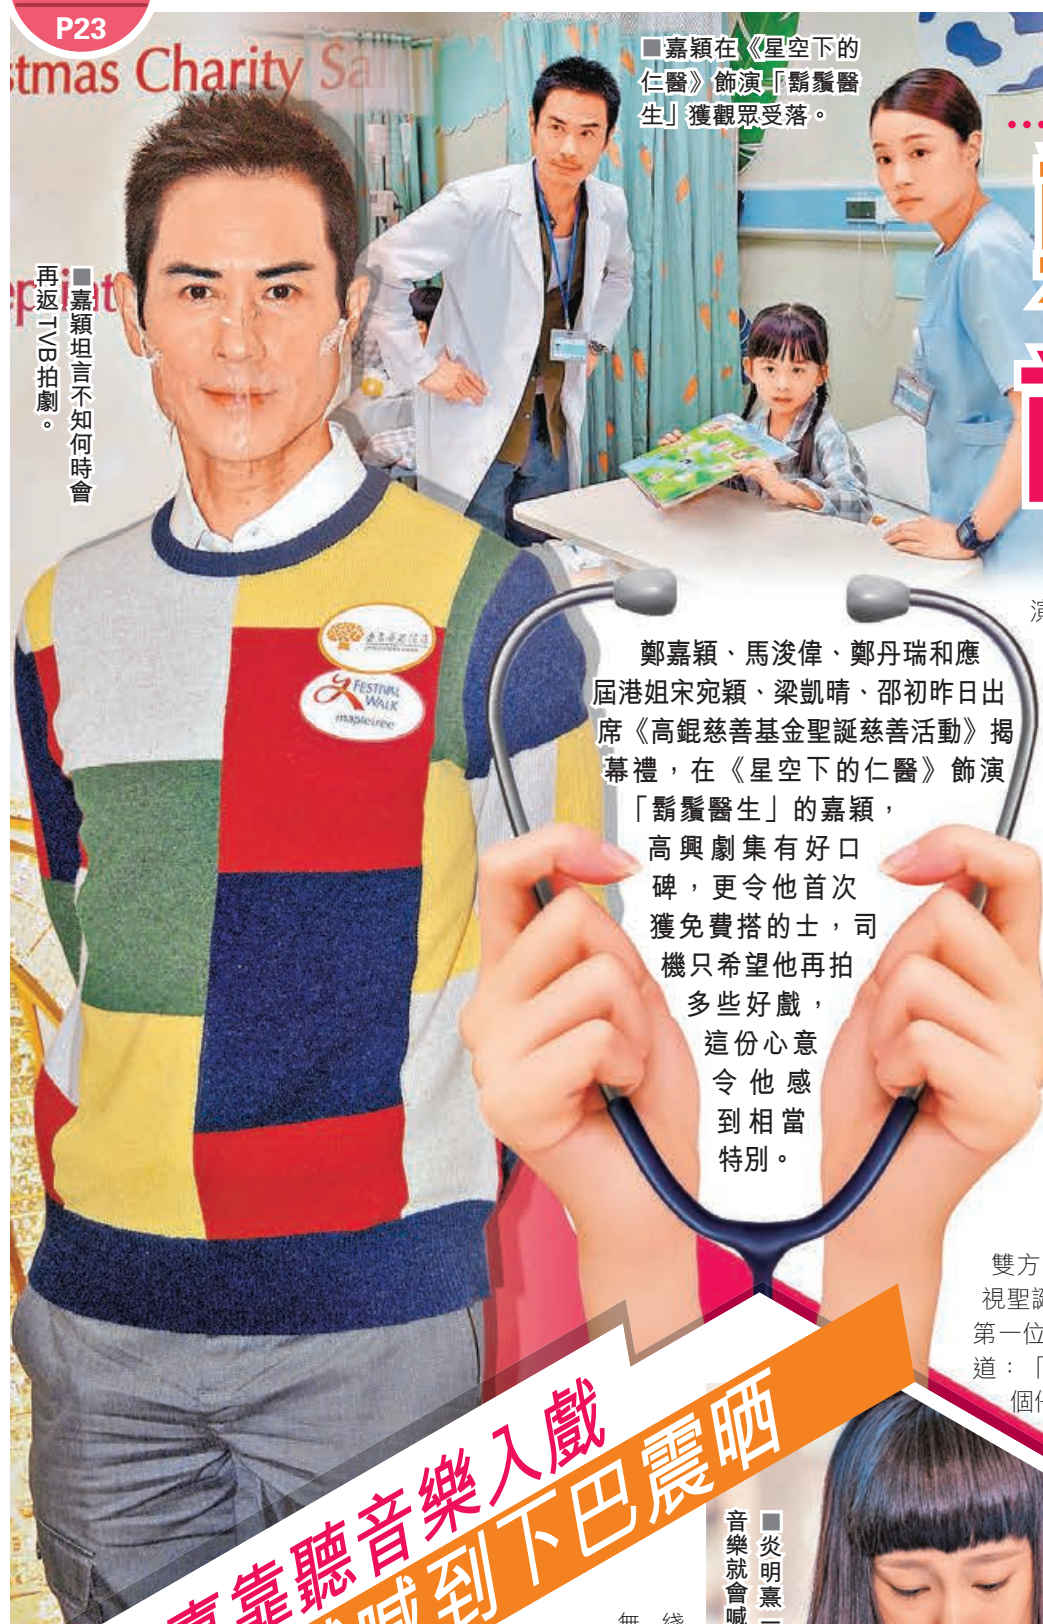 P23
stmas Charity Sa
■嘉穎在《星空下的
仁醫》飾演「鬍鬚醫
生」獲觀眾受落。
■嘉穎坦言不知何時會
再返TVB拍劇。
FESTIVAL
WALK
mapletree
鄭嘉穎、馬浚偉、鄭丹瑞和應
屆港姐宋宛穎、梁凱晴、邵初昨日出
席《高錕慈善基金聖誕慈善活動》揭
幕禮，在《星空下的仁醫》飾演
「鬍鬚醫生」的嘉穎，
高興劇集有好口
碑，更令他首次
獲免費搭的士，司
機只希望他再拍
多些好戲，
這份心意
令他感
到相當
特別。
雙方
視聖誕
第一位
道：「
個
靠聽音樂入戲
喊到下巴震晒
■炎明熹一
音樂就會喊
無綫